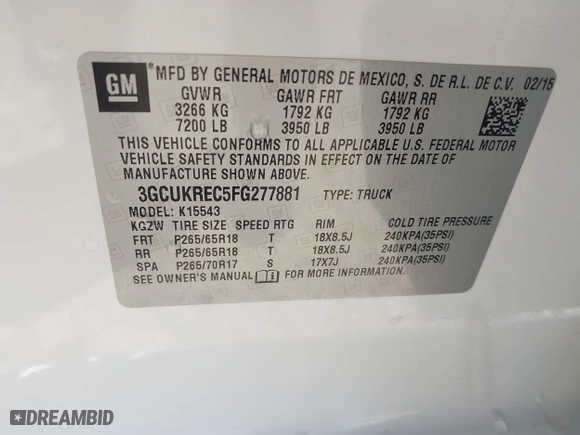 GM
*MFD BY GENERAL MOTORS DE MEXICO, S. DE R.L. DE C.V. 02/15
GVWR GAWR FRT GAWR RR
3266 KG 1792 KG 1792 KG
7200 LB 3950 LB 3950 LB
THIS VEHICLE CONFORMS TO ALL APPLICABLE U.S. FEDERAL MOTOR
VEHICLE SAFETY STANDARDS IN EFFECT ON THE DATE OF
MANUFACTURE SHOWN ABOVE.
3GCUKREC5FG277881 TYPE: TRUCK
MODEL: K15543
KGZW TIRE SIZE SPEED RTG RIM COLD TIRE PRESSURE
FRT P265/65R18 T 18X8.5J 240KPA(35PSI)
RR P265/65R18 T 18X8.5J 240KPA(35PSI)
SPA P265/70R17 S 17X7J 240KPA(35PSI)
SEE OWNER'S MANUAL FOR MORE INFORMATION.
DREAMBID